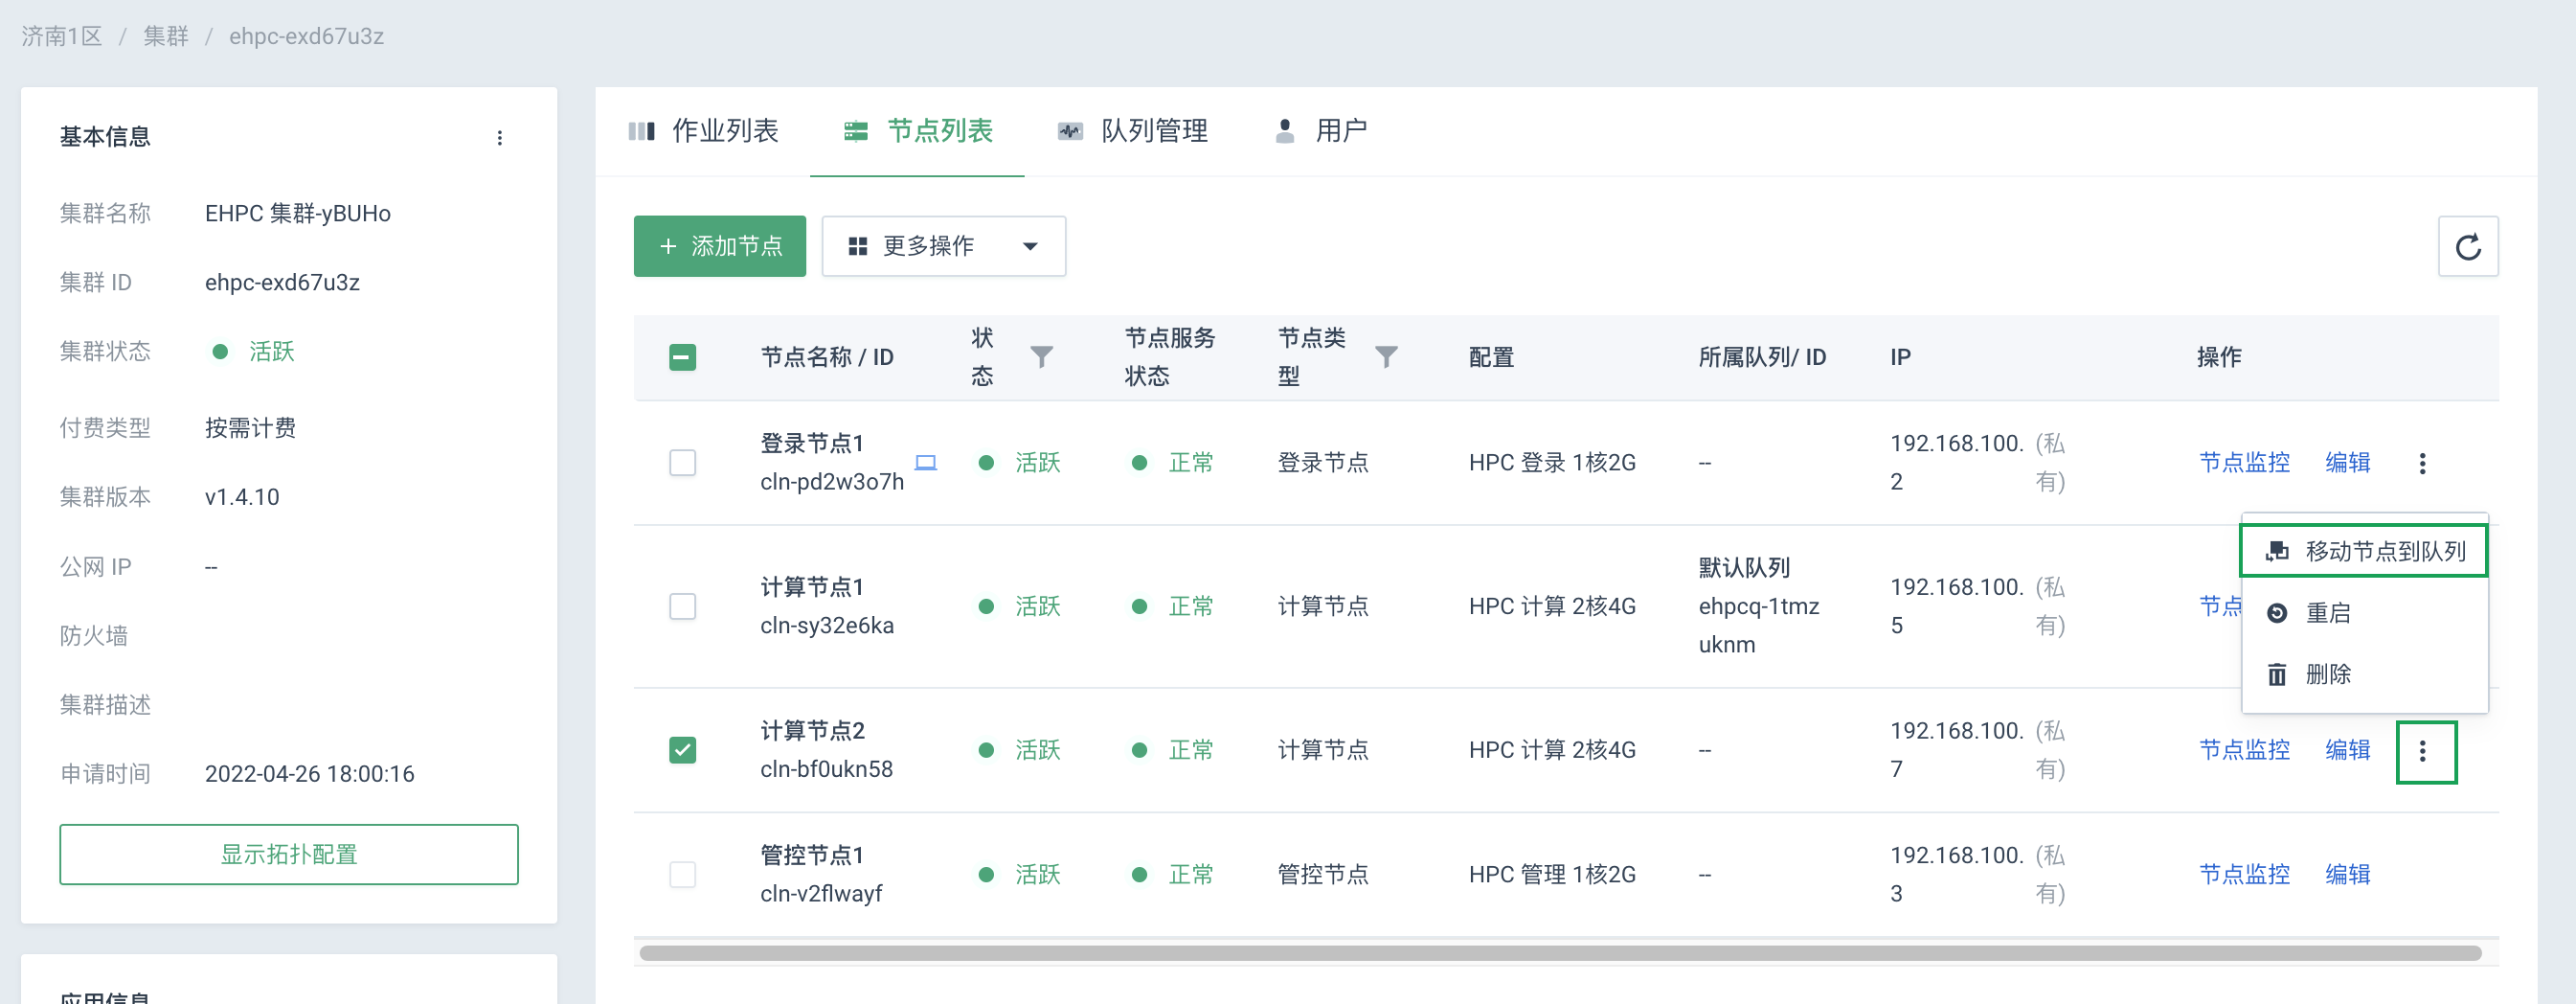 济南1区 / 集群 / ehpc-exd67u3z
基本信息
集群名称 EHPC 集群-yBUHo
集群 ID ehpc-exd67u3z
集群状态 活跃
付费类型 按需计费
集群版本 v1.4.10
公网 IP --
防火墙
集群描述
申请时间 2022-04-26 18:00:16
显示拓扑配置
应用信息
作业列表 节点列表 队列管理 用户
+ 添加节点 更多操作
节点名称 / ID 状态 节点服务状态 节点类型 配置 所属队列/ ID IP 操作
登录节点1
cln-pd2w3o7h 活跃 正常 登录节点 HPC 登录 1核2G -- 192.168.100.2 (私有) 节点监控 编辑
移动节点到队列
重启
删除
计算节点1
cln-sy32e6ka 活跃 正常 计算节点 HPC 计算 2核4G 默认队列 ehpcq-1tmzuknm 192.168.100.5 (私有) 节点
计算节点2
cln-bf0ukn58 活跃 正常 计算节点 HPC 计算 2核4G -- 192.168.100.7 (私有) 节点监控 编辑
管控节点1
cln-v2flwayf 活跃 正常 管控节点 HPC 管理 1核2G -- 192.168.100.3 (私有) 节点监控 编辑